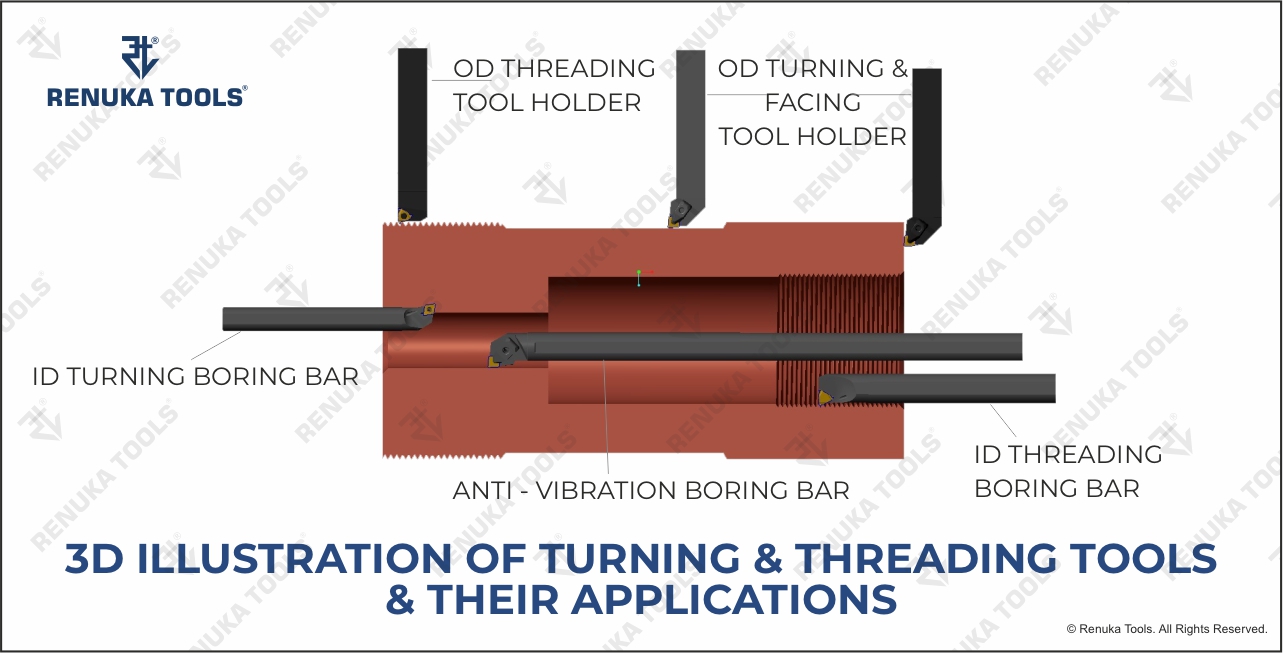 RENUKA TOOLS®
OD THREADING
TOOL HOLDER
OD TURNING &
FACING
TOOL HOLDER
ID TURNING BORING BAR
ANTI - VIBRATION BORING BAR
ID THREADING
BORING BAR
3D ILLUSTRATION OF TURNING & THREADING TOOLS
& THEIR APPLICATIONS
© Renuka Tools. All Rights Reserved.